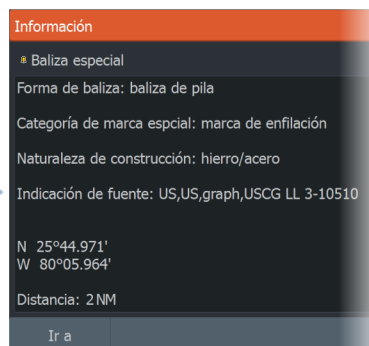 Información
Baliza especial
Forma de baliza: baliza de pila
Categoría de marca espcial: marca de enfilación
Naturaleza de construcción: hierro/acero
Indicación de fuente: US,US,graph,USCG LL 3-10510
N 25°44.971'
W 80°05.964'
Distancia: 2 NM
Ir a